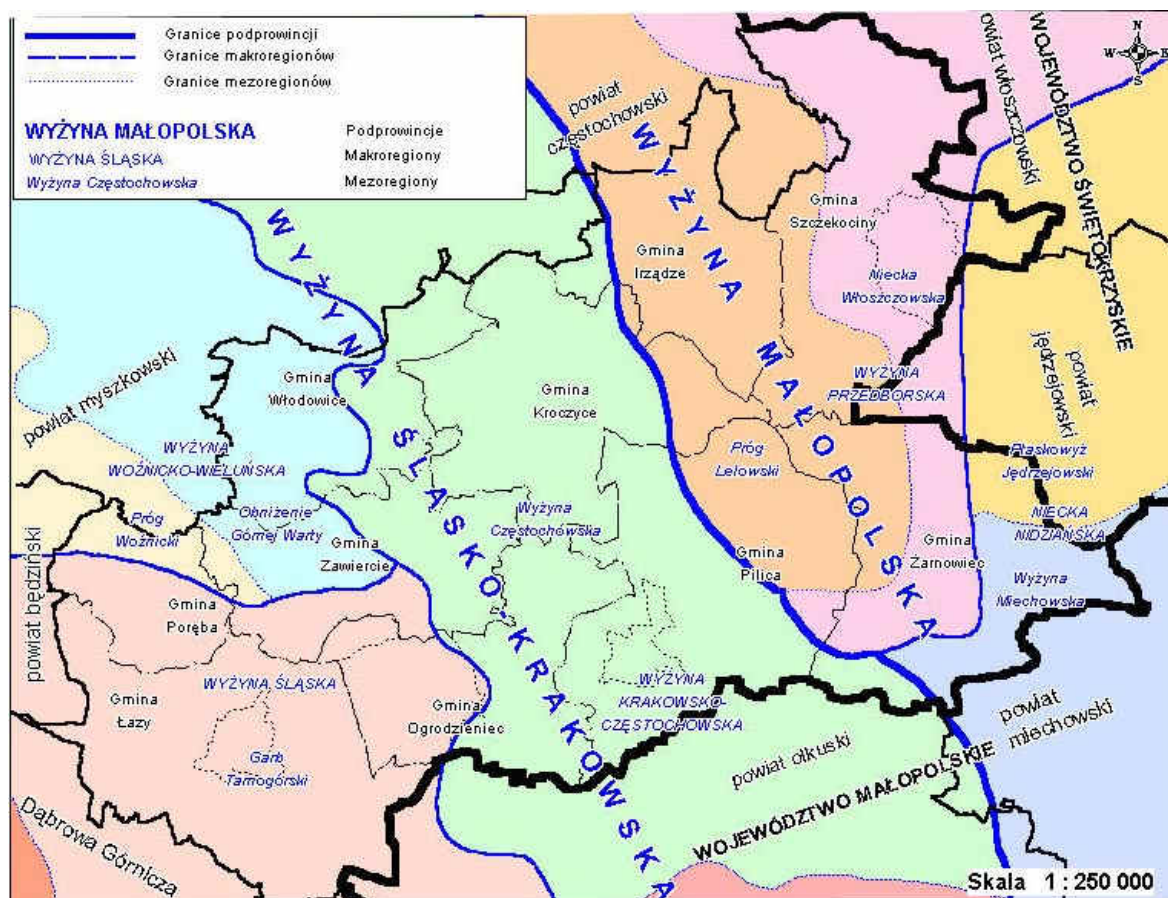 Granice podprowincji
Granice makroregionów
Granice mezoregionów
WYŻYNA MAŁOPOLSKA Podprowincje
WYŻYNA ŚLĄSKA Makroregiony
Wyżyna Częstochowska Mezoregiony
N
W E
S
powiat
częstochowski
powiat włoszczowski
WOJEWÓDZTWO ŚWIĘTOKRZYSKIE
WYŻYNA MAŁOPOLSKA
WYŻYNA ŚLĄSKO-KRAKOWSKA
Gmina
Szczekociny
Gmina
Irządze
Niecka
Włoszczowska
powiat
jędrzejowski
powiat myszkowski
Gmina
Włodowice
Gmina
Kroczyce
WYŻYNA
PRZEDBORSKA
WYŻYNA
WOŹNICKO-WIELUŃSKA
Próg
Lelowski
Płaskowyż
Jędrzejowski
Próg
Woźnicki
Obniżenie
Górnej Warty
Wyżyna
Częstochowska
NIECKA
NIDZIAŃSKA
Gmina
Zawiercie
Gmina
Pilica
Gmina
Żarnowiec
Wyżyna
Miechowska
powiat będziński
Gmina
Poręba
WYŻYNA ŚLĄSKA
WYŻYNA
KRAKOWSKO-
CZĘSTOCHOWSKA
Gmina
Łazy
Gmina
Ogrodzieniec
powiat
miechowski
Garb
Tarnogórski
powiat olkuski
WOJEWÓDZTWO MAŁOPOLSKIE
Dąbrowa Górnicza
Skala 1 : 250 000